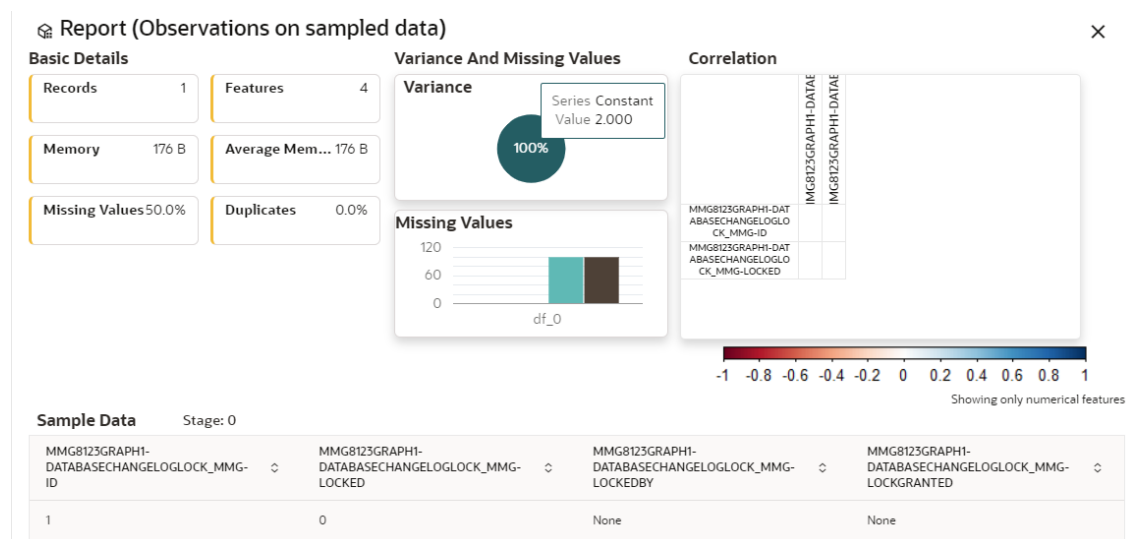 Report (Observations on sampled data)
Basic Details
Records 1
Features 4
Memory 176 B
Average Mem... 176 B
Missing Values 50.0%
Duplicates 0.0%
Variance And Missing Values
Variance
Series Constant
Value 2.000
100%
Missing Values
120
60
0
df_0
Correlation
IMG8123GRAPH1-DATAE
IMG8123GRAPH1-DATAE
MMG8123GRAPH1-DAT
ABASECHANGELOGLO
CK_MMG-ID
MMG8123GRAPH1-DAT
ABASECHANGELOGLO
CK_MMG-LOCKED
-1 -0.8 -0.6 -0.4 -0.2 0 0.2 0.4 0.6 0.8 1
Showing only numerical features
Sample Data Stage: 0
MMG8123GRAPH1-
DATABASECHANGELOGLOCK_MMG-
ID
MMG8123GRAPH1-
DATABASECHANGELOGLOCK_MMG-
LOCKED
MMG8123GRAPH1-
DATABASECHANGELOGLOCK_MMG-
LOCKEDBY
MMG8123GRAPH1-
DATABASECHANGELOGLOCK_MMG-
LOCKGRANTED
1 0 None None